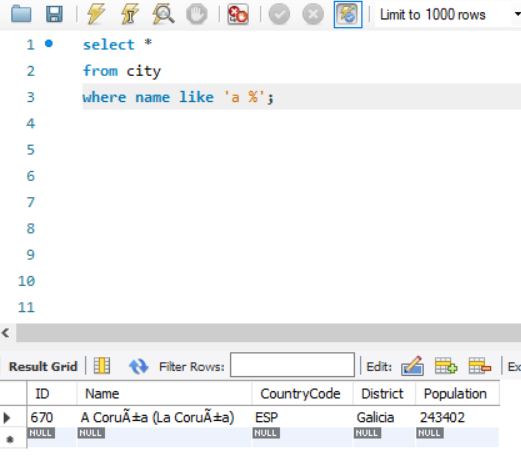 Limit to 1000 rows
1 select *
2 from city
3 where name like 'a %';
4
5
6
7
8
9
10
11
Result Grid Filter Rows: Edit: Ex
ID Name CountryCode District Population
670 A CoruÃ±a (La CoruÃ±a) ESP Galicia 243402
NULL NULL NULL NULL NULL